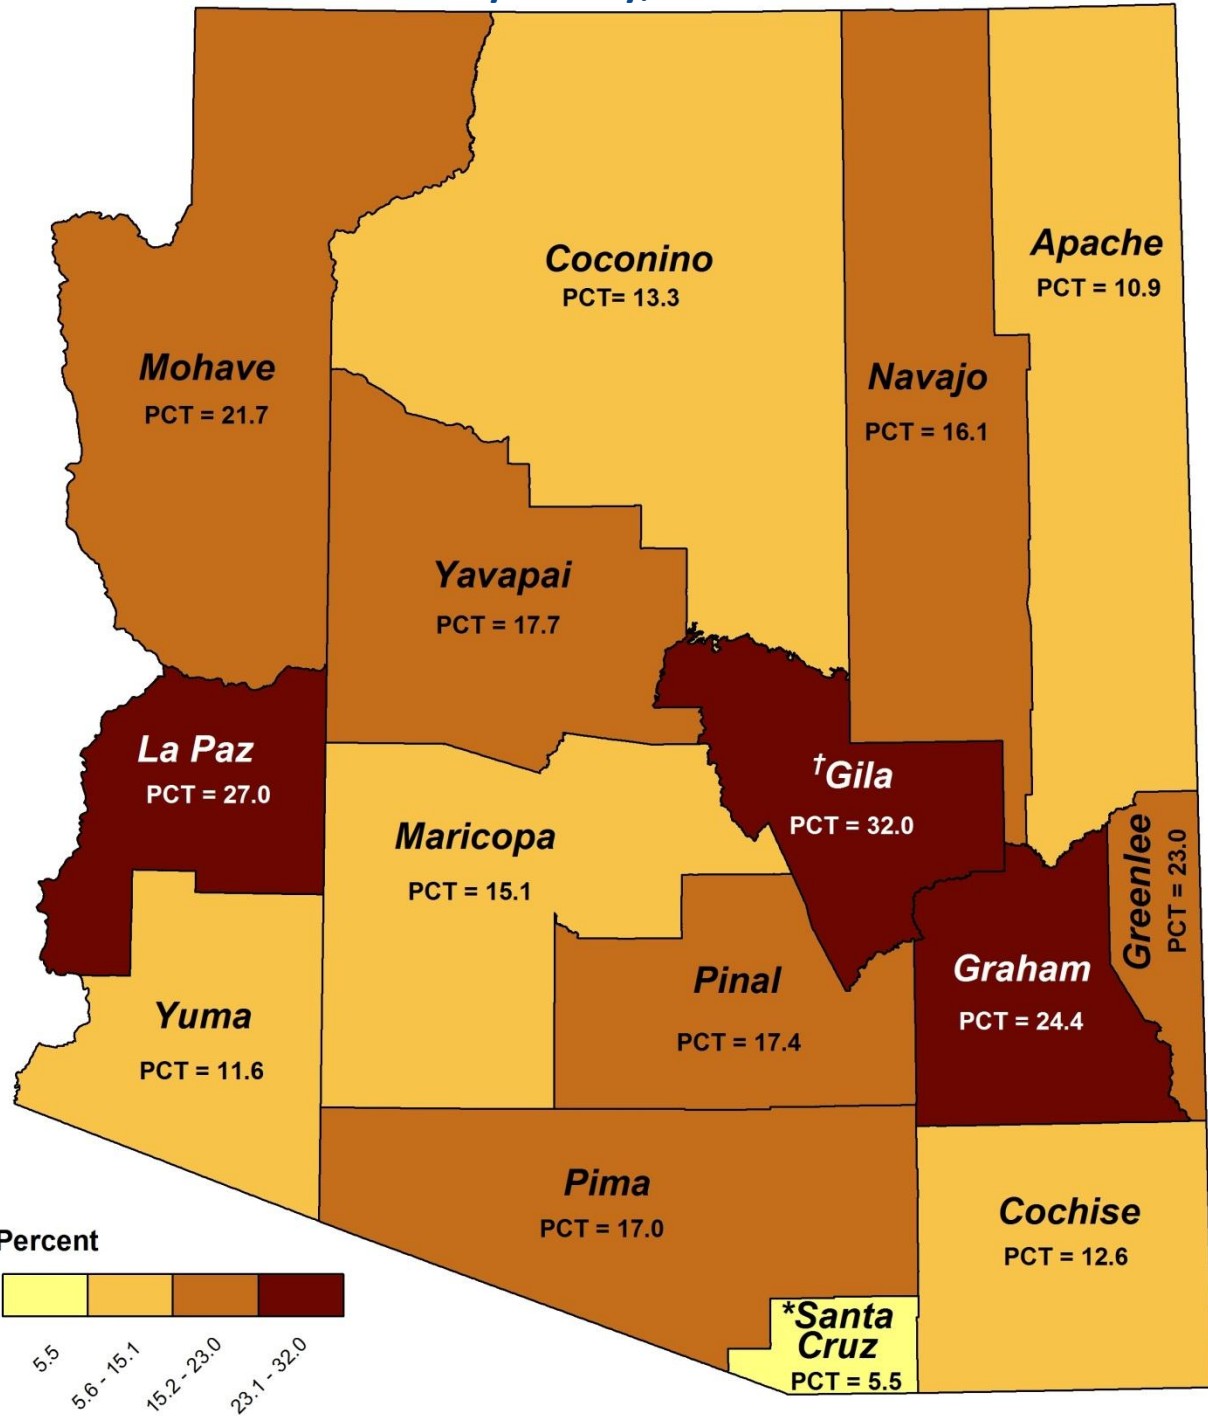 Coconino
PCT= 13.3
Apache
PCT = 10.9
Mohave
PCT = 21.7
Navajo
PCT = 16.1
Yavapai
PCT = 17.7
La Paz
PCT = 27.0
†Gila
PCT = 32.0
Maricopa
PCT = 15.1
Greenlee
PCT = 23.0
Graham
PCT = 24.4
Pinal
PCT = 17.4
Yuma
PCT = 11.6
Pima
PCT = 17.0
Cochise
PCT = 12.6
*Santa
Cruz
PCT = 5.5
Percent
5.5
5.6 - 15.1
15.2 - 23.0
23.1 - 32.0